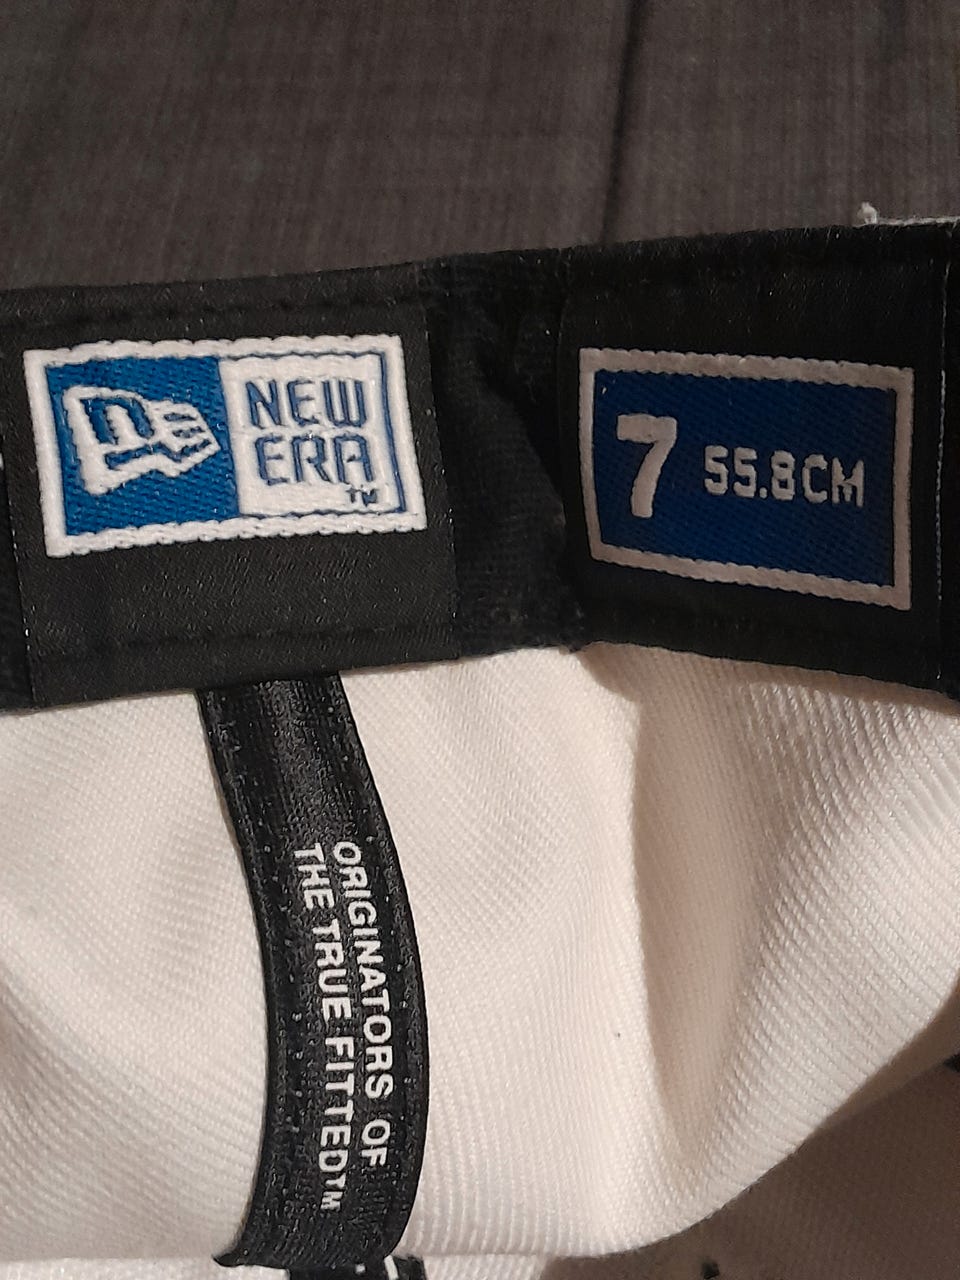 NEW
ERA
TM
7 55.8CM
ORIGINATORS OF
THE TRUE FITTED™